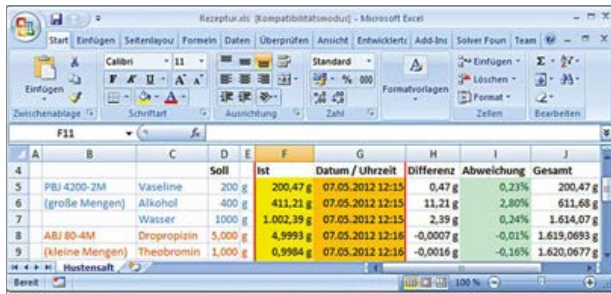 Rezeptur.xls [Kompatibilitätsmodus] - Microsoft Excel
Start Einfügen Seitenlayou Formeln Daten Überprüfen Ansicht Entwicklertc Add-Ins Solver Foun Team
Einfügen
Calibri 11
F K U A A
Standard
% 000
Formatvorlagen
Einfügen
Löschen
Format
Zwischenablage Schriftart Ausrichtung Zahl Zellen Bearbeiten
F11 fx
A B C D E F G H I J
4 Soll Ist Datum / Uhrzeit Differenz Abweichung Gesamt
5 PBJ 4200-2M Vaseline 200 g 200,47 g 07.05.2012 12:15 0,47 g 0,23% 200,47 g
6 (große Mengen) Alkohol 400 g 411,21 g 07.05.2012 12:15 11,21 g 2,80% 611,68 g
7 Wasser 1000 g 1.002,39 g 07.05.2012 12:15 2,39 g 0,24% 1.614,07 g
8 ABJ 80-4M Dropropizin 5,000 g 4,9993 g 07.05.2012 12:16 -0,0007 g -0,01% 1.619,0693 g
9 (kleine Mengen) Theobromin 1,000 g 0,9984 g 07.05.2012 12:16 -0,0016 g -0,16% 1.620,0677 g
Hustensaft
Bereit 100 %